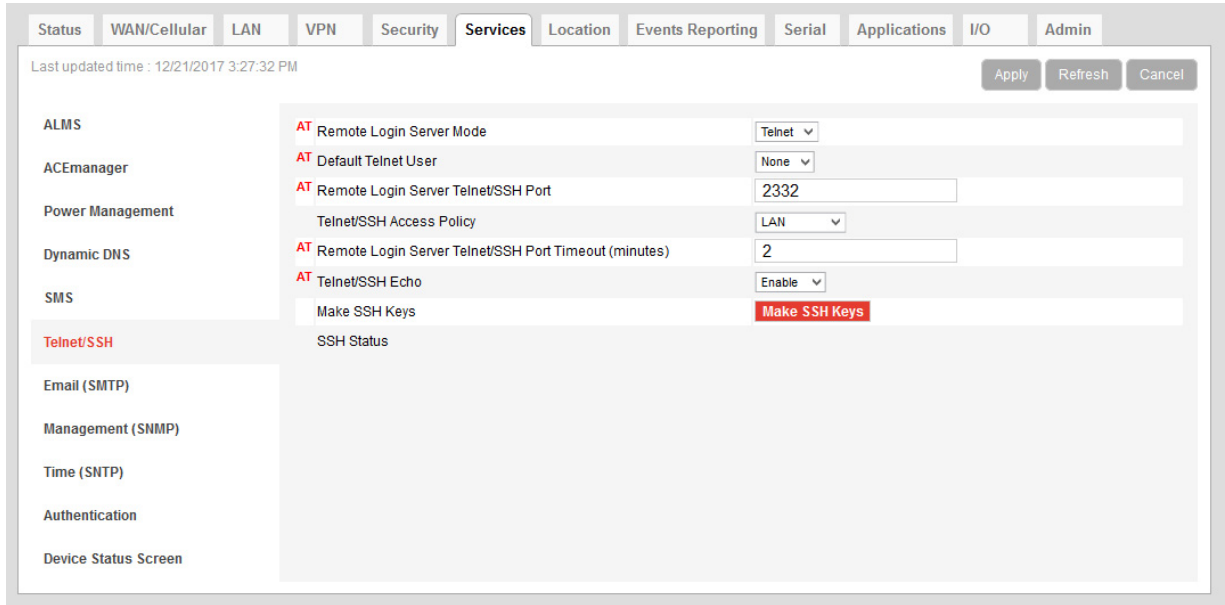 Status WAN/Cellular LAN VPN Security Services Location Events Reporting Serial Applications I/O Admin
Last updated time : 12/21/2017 3:27:32 PM
Apply Refresh Cancel
ALMS
ACEmanager
Power Management
Dynamic DNS
SMS
Telnet/SSH
Email (SMTP)
Management (SNMP)
Time (SNTP)
Authentication
Device Status Screen
AT Remote Login Server Mode Telnet
AT Default Telnet User None
AT Remote Login Server Telnet/SSH Port 2332
Telnet/SSH Access Policy LAN
AT Remote Login Server Telnet/SSH Port Timeout (minutes) 2
AT Telnet/SSH Echo Enable
Make SSH Keys Make SSH Keys
SSH Status